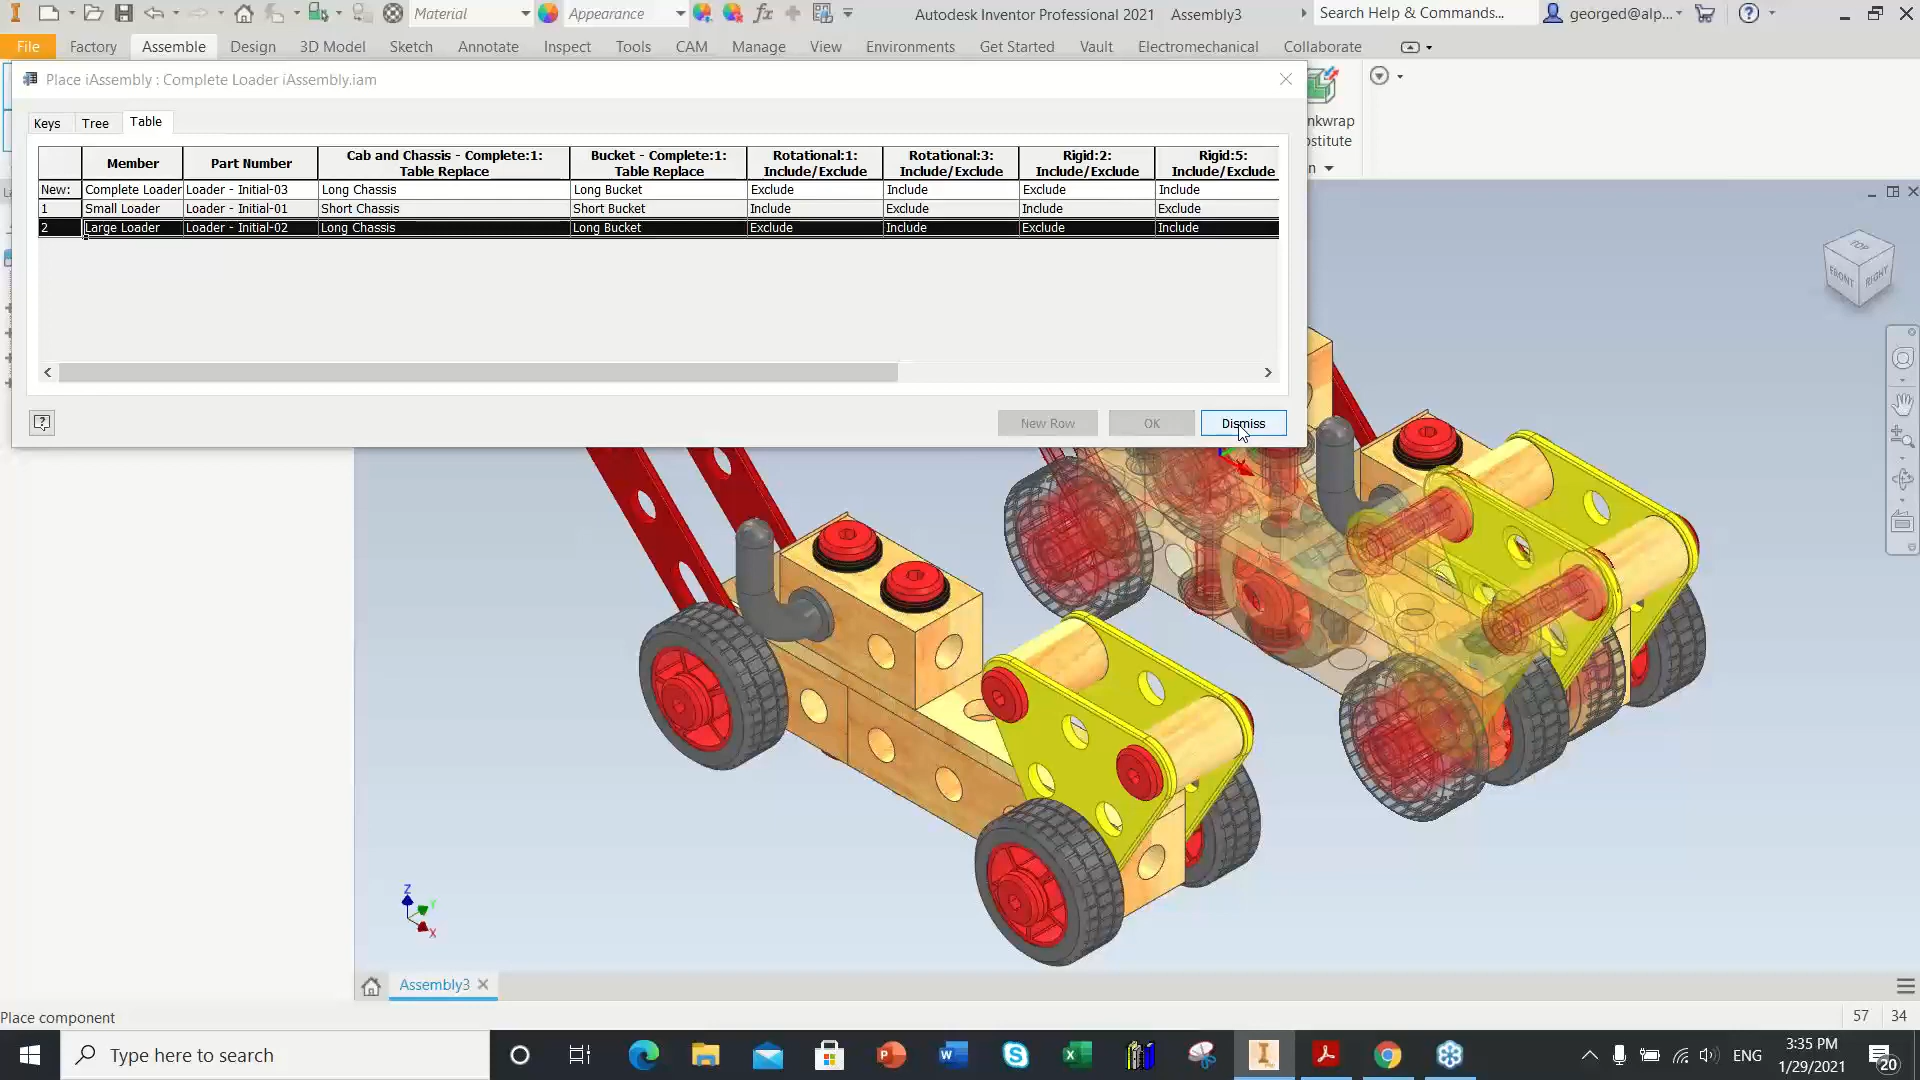 Material
Appearance
fx
Autodesk Inventor Professional 2021 Assembly3
Search Help & Commands...
georged@alp...
File
Factory
Assemble
Design
3D Model
Sketch
Annotate
Inspect
Tools
CAM
Manage
View
Environments
Get Started
Vault
Electromechanical
Collaborate
Place iAssembly : Complete Loader iAssembly.iam
nkwrap
stitute
Keys
Tree
Table
Member
Part Number
Cab and Chassis - Complete:1:
Table Replace
Bucket - Complete:1:
Table Replace
Rotational:1:
Include/Exclude
Rotational:3:
Include/Exclude
Rigid:2:
Include/Exclude
Rigid:5:
Include/Exclude
New: Complete Loader Loader - Initial-03 Long Chassis Long Bucket Exclude Include Exclude Include
1 Small Loader Loader - Initial-01 Short Chassis Short Bucket Include Exclude Include Exclude
2 Large Loader Loader - Initial-02 Long Chassis Long Bucket Exclude Include Exclude Include
New Row
OK
Dismiss
TOP
FRONT
RIGHT
Z
Y
X
Assembly3
Place component
57 34
Type here to search
ENG
3:35 PM
1/29/2021
20